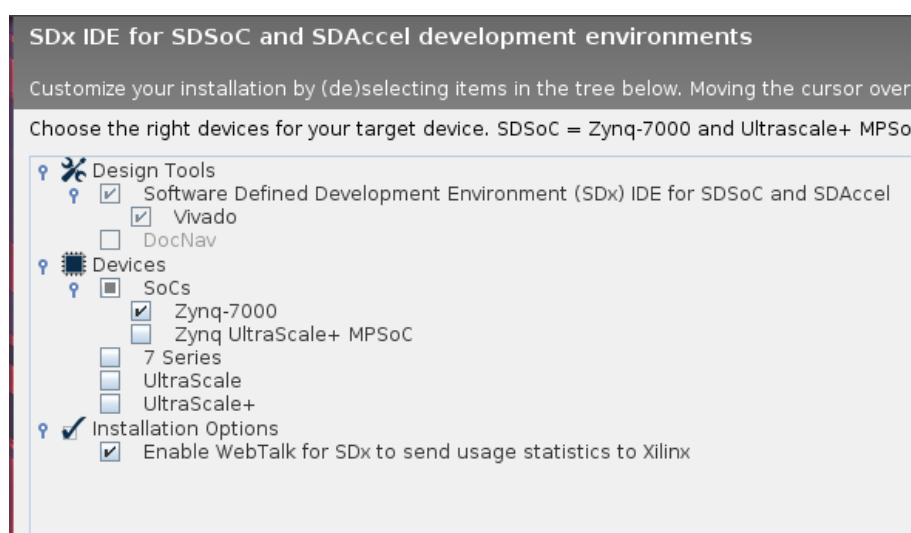 SDx IDE for SDSoC and SDAccel development environments
Customize your installation by (de)selecting items in the tree below. Moving the cursor over
Choose the right devices for your target device. SDSoC = Zynq-7000 and Ultrascale+ MPSo
Design Tools
Software Defined Development Environment (SDx) IDE for SDSoC and SDAccel
Vivado
DocNav
Devices
SoCs
Zynq-7000
Zynq UltraScale+ MPSoC
7 Series
UltraScale
UltraScale+
Installation Options
Enable WebTalk for SDx to send usage statistics to Xilinx